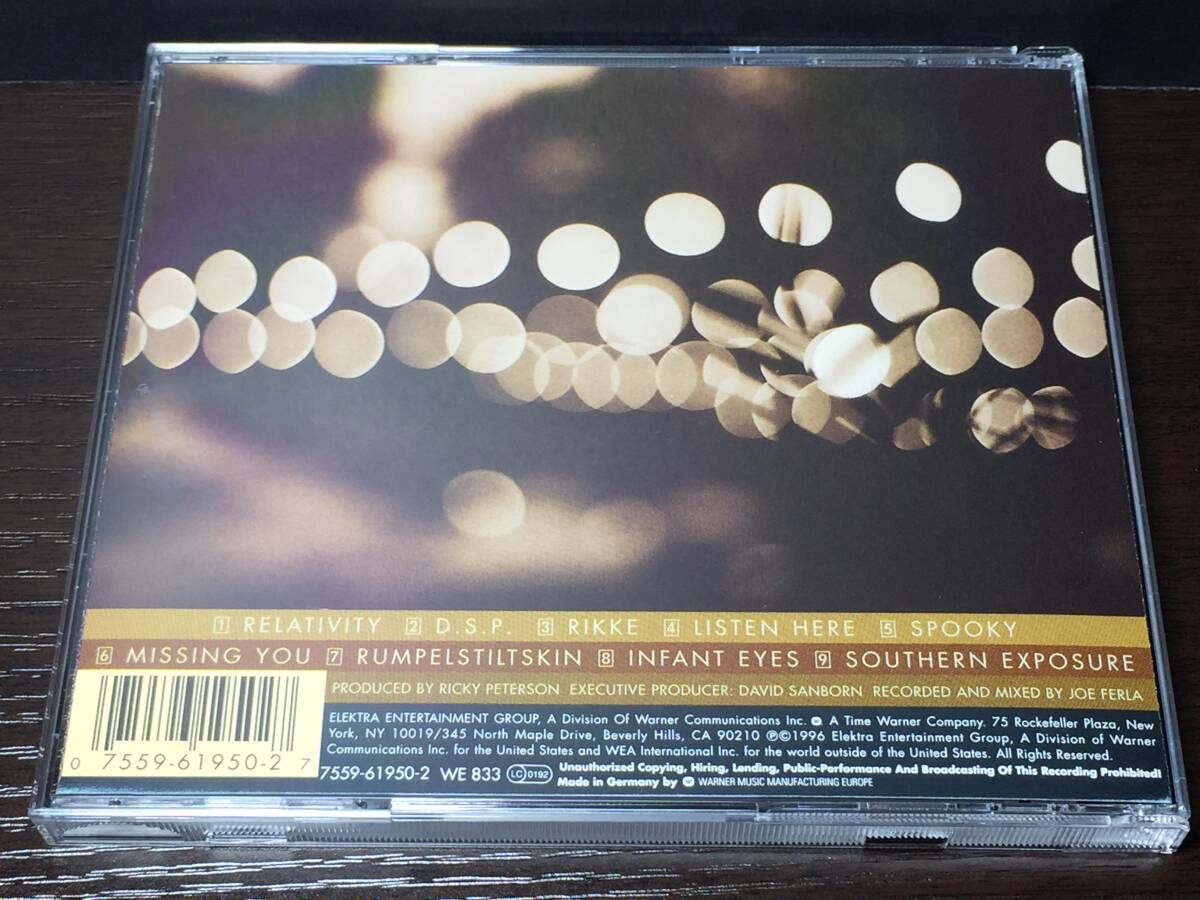 1 RELATIVITY 2 D.S.P. 3 RIKKE 4 LISTEN HERE 5 SPOOKY
6 MISSING YOU 7 RUMPELSTILTSKIN 8 INFANT EYES 9 SOUTHERN EXPOSURE
PRODUCED BY RICKY PETERSON EXECUTIVE PRODUCER: DAVID SANBORN RECORDED AND MIXED BY JOE FERLA
ELEKTRA ENTERTAINMENT GROUP, A Division Of Warner Communications Inc. A Time Warner Company. 75 Rockefeller Plaza, New
York, NY 10019/345 North Maple Drive, Beverly Hills, CA 90210 ℗©1996 Elektra Entertainment Group, A Division of Warner
Communications Inc. for the United States and WEA International Inc. for the world outside of the United States. All Rights Reserved.
0 7559-61950-2 7
7559-61950-2 WE 833 LC 0192 Unauthorized Copying, Hiring, Lending, Public-Performance And Broadcasting Of This Recording Prohibited!
Made in Germany by WARNER MUSIC MANUFACTURING EUROPE